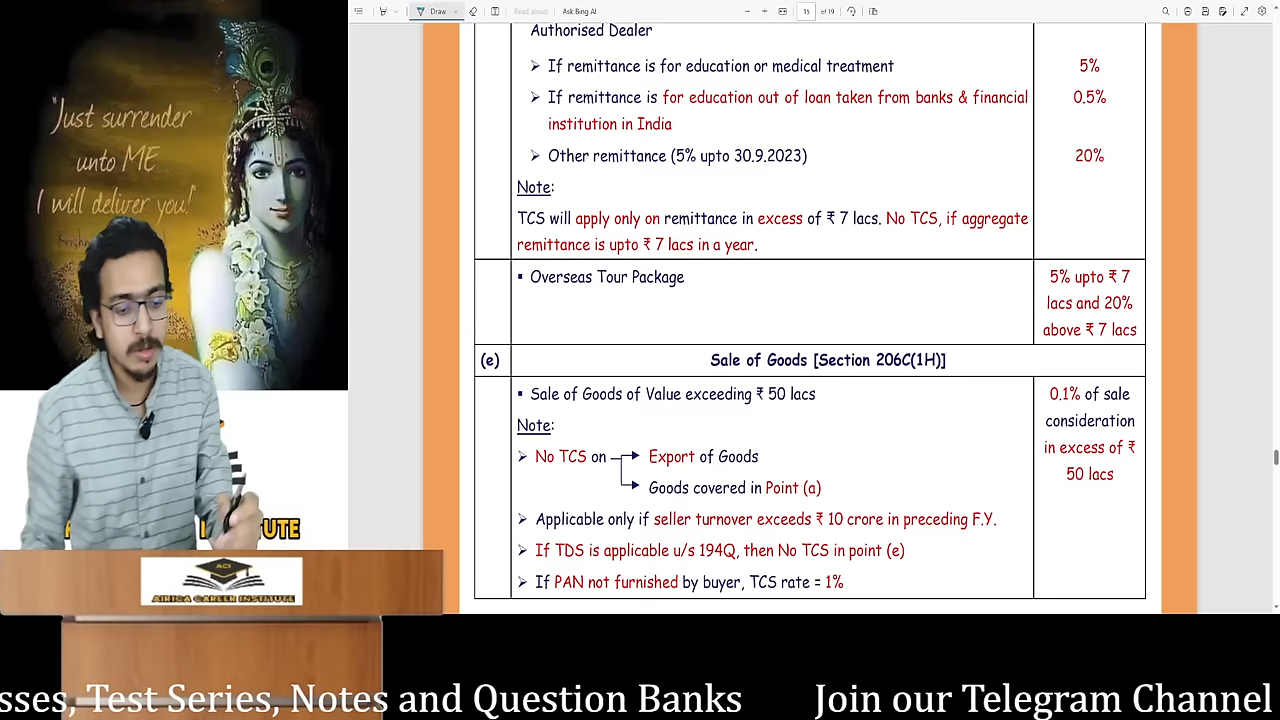 Draw
Read aloud
Ask Bing AI
15 of 19
"Just surrender
unto ME
I will deliver you!"
Authorised Dealer
➢ If remittance is for education or medical treatment 5%
➢ If remittance is for education out of loan taken from banks & financial 0.5%
institution in India
➢ Other remittance (5% upto 30.9.2023) 20%
Note:
TCS will apply only on remittance in excess of ₹ 7 lacs. No TCS, if aggregate
remittance is upto ₹ 7 lacs in a year.
▪ Overseas Tour Package
5% upto ₹ 7
lacs and 20%
above ₹ 7 lacs
(e) Sale of Goods [Section 206C(1H)]
▪ Sale of Goods of Value exceeding ₹ 50 lacs
Note:
➢ No TCS on Export of Goods
Goods covered in Point (a)
➢ Applicable only if seller turnover exceeds ₹ 10 crore in preceding F.Y.
➢ If TDS is applicable u/s 194Q, then No TCS in point (e)
➢ If PAN not furnished by buyer, TCS rate = 1%
0.1% of sale
consideration
in excess of ₹
50 lacs
ACI
AIRIGA CAREER INSTITUTE
sses, Test Series, Notes and Question Banks Join our Telegram Channel